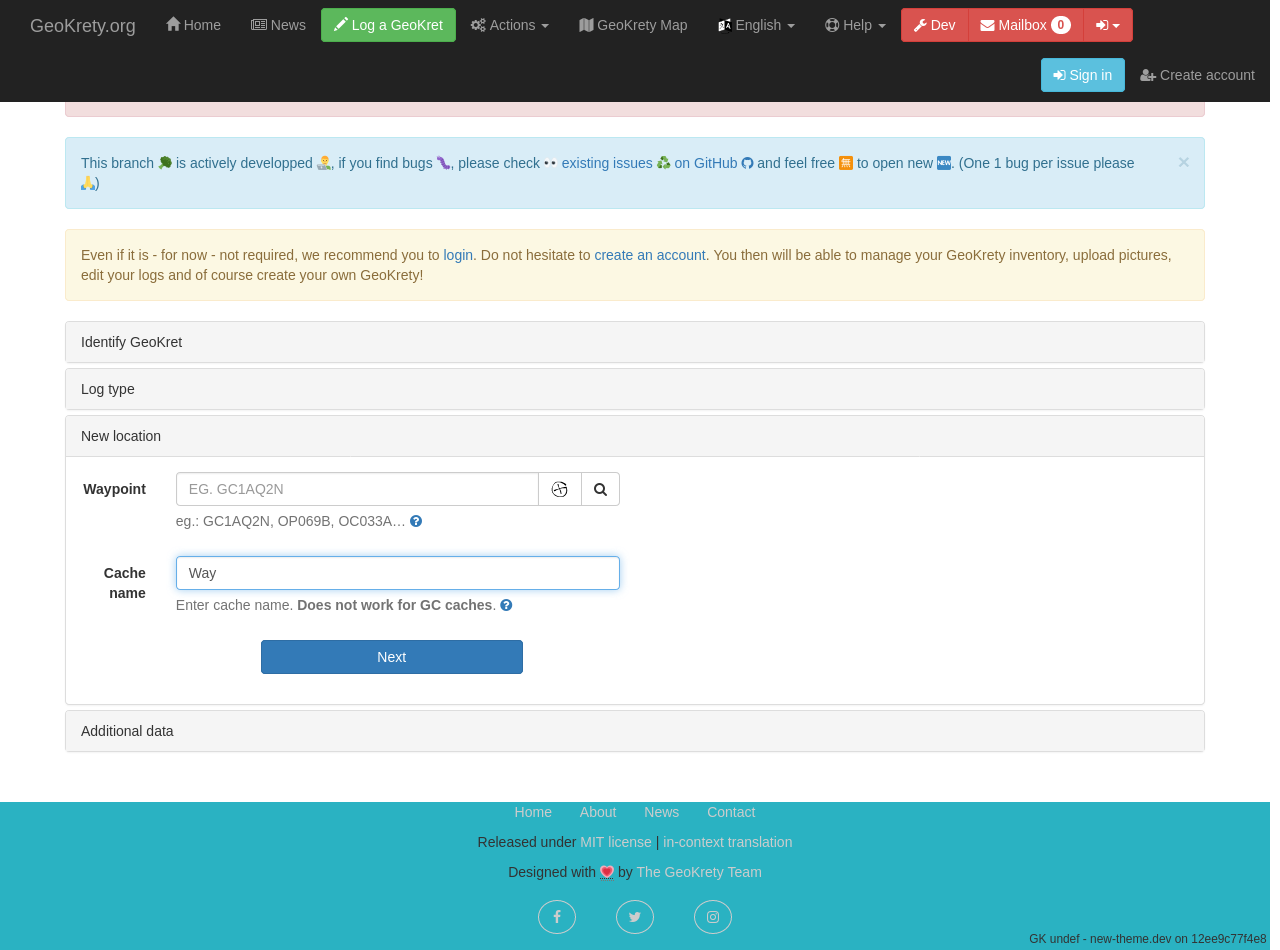 GeoKrety.org Home News Log a GeoKret Actions GeoKrety Map English Help Dev Mailbox 0
Sign in Create account
This branch 🥦 is actively developped 👨‍💻, if you find bugs 🐛, please check 👀 existing issues ♻ on GitHub and feel free 🈚 to open new 🆕. (One 1 bug per issue please ×
🙏)
Even if it is - for now - not required, we recommend you to login. Do not hesitate to create an account. You then will be able to manage your GeoKrety inventory, upload pictures,
edit your logs and of course create your own GeoKrety!
Identify GeoKret
Log type
New location
Waypoint EG. GC1AQ2N
eg.: GC1AQ2N, OP069B, OC033A…
Cache name Way
Enter cache name. Does not work for GC caches.
Next
Additional data
Home About News Contact
Released under MIT license | in-context translation
Designed with 💗 by The GeoKrety Team
GK undef - new-theme.dev on 12ee9c77f4e8